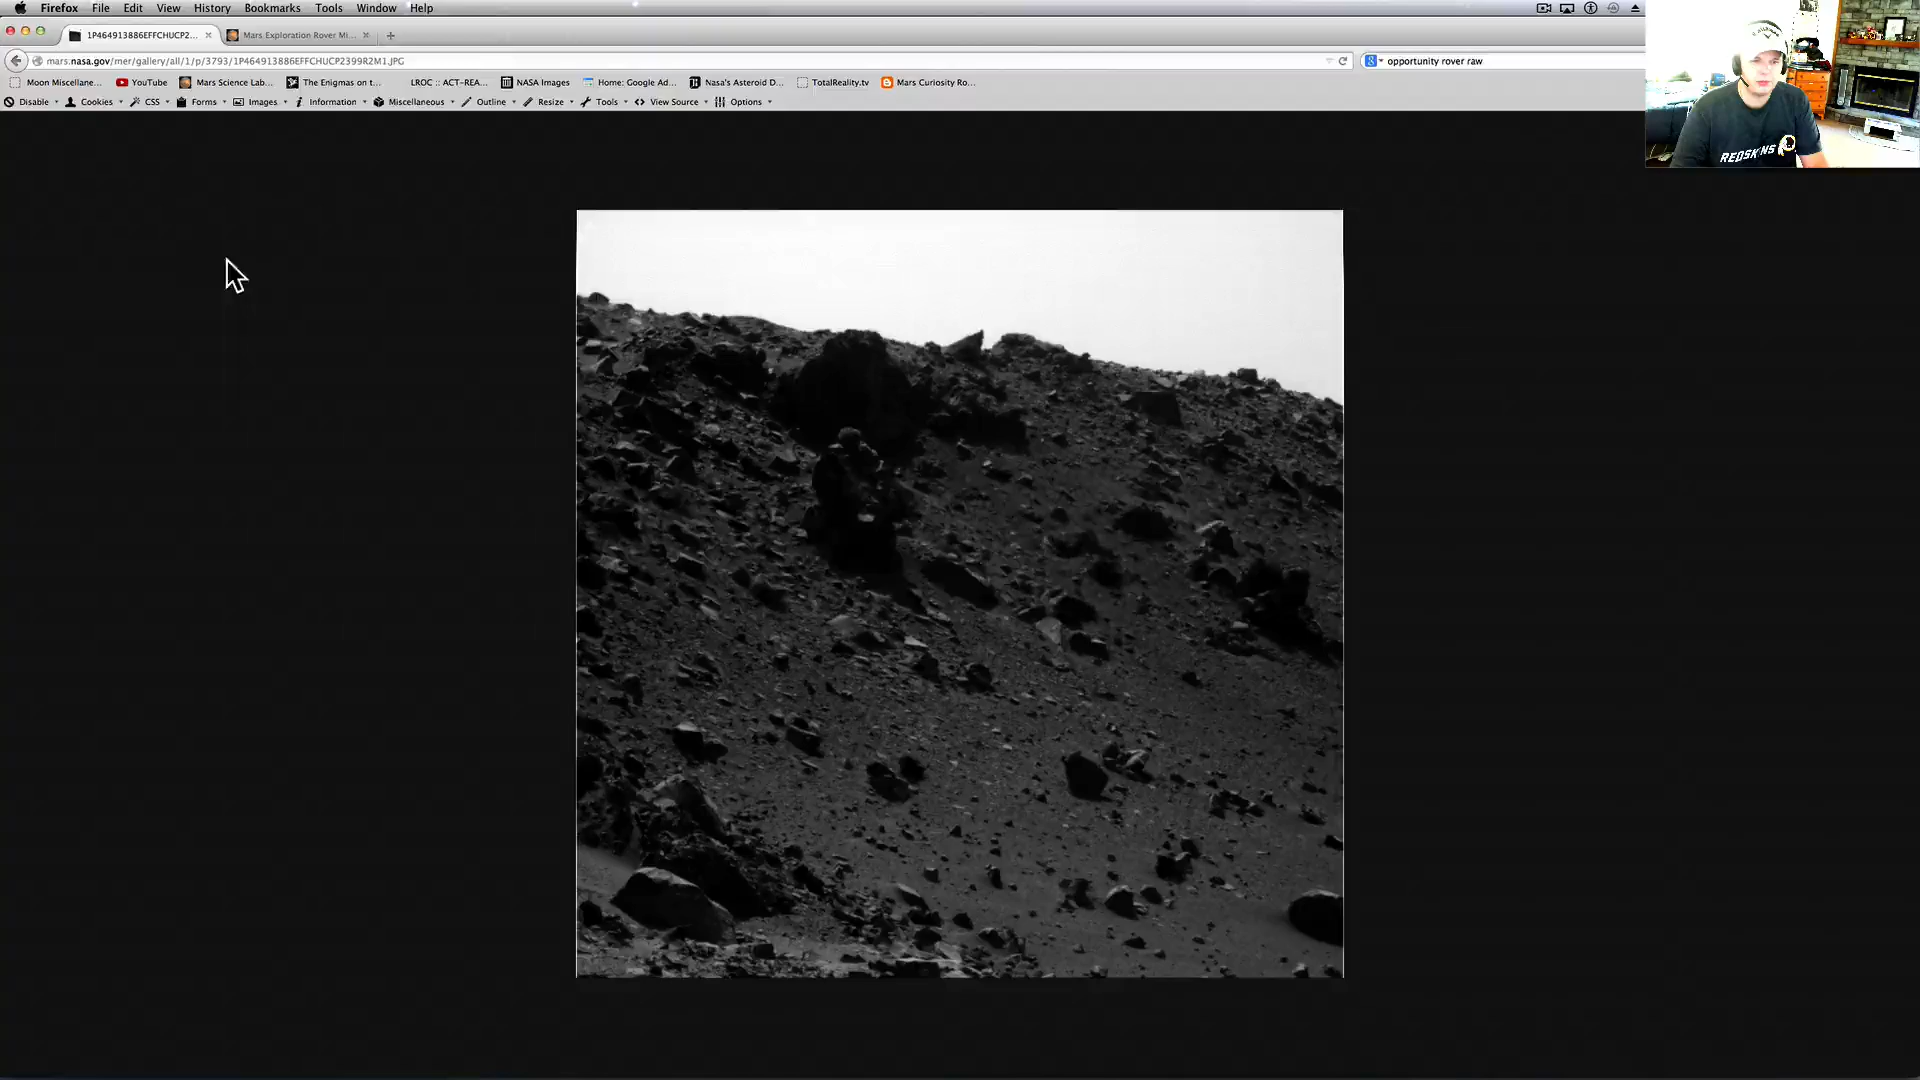 Firefox File Edit View History Bookmarks Tools Window Help
1P464913886EFFCHUCP2... Mars Exploration Rover Mi...
mars.nasa.gov/mer/gallery/all/1/p/3793/1P464913886EFFCHUCP2399R2M1.JPG opportunity rover raw
Moon Miscellane... YouTube Mars Science Lab... The Enigmas on t... LROC :: ACT-REA... NASA Images Home: Google Ad... Nasa's Asteroid D... TotalReality.tv Mars Curiosity Ro...
Disable Cookies CSS Forms Images Information Miscellaneous Outline Resize Tools View Source Options
REDSKINS